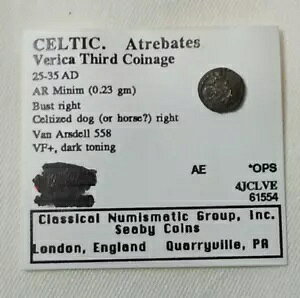 CELTIC. Atrebates
Verica Third Coinage
25-35 AD
AR Minim (0.23 gm)
Bust right
Celtized dog (or horse?) right
Van Arsdell 558
VF+, dark toning
AE *OPS
4JCLVE
61554
Classical Numismatic Group, Inc.
Seaby Coins
London, England Quarryville, PA